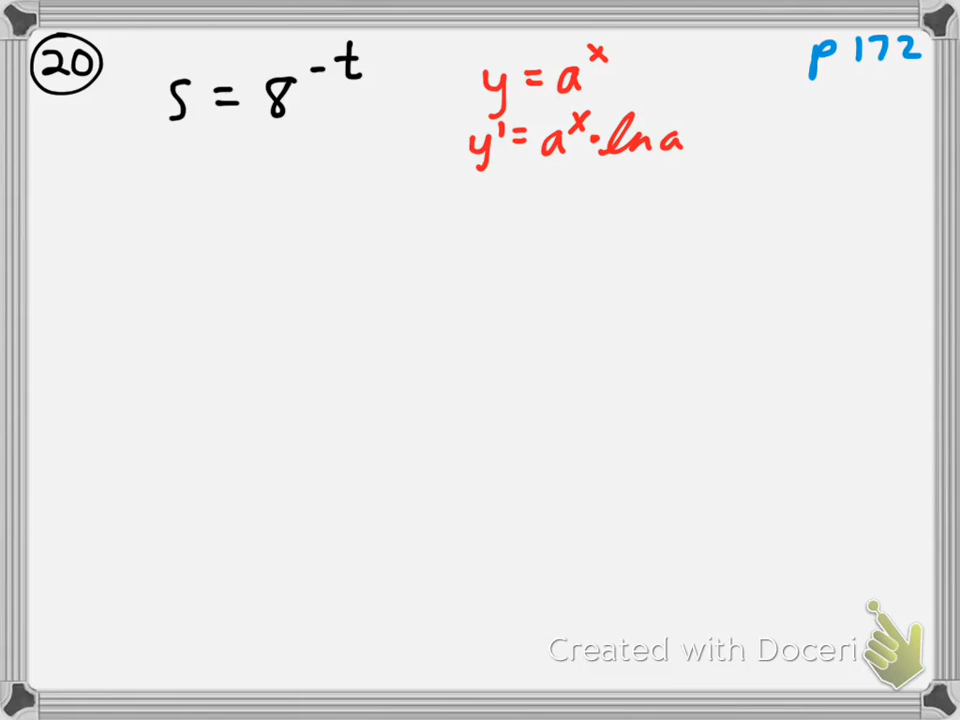 20 s = 8^{-t}
y = a^x
y' = a^x · ln a
p 172
Created with Doceri